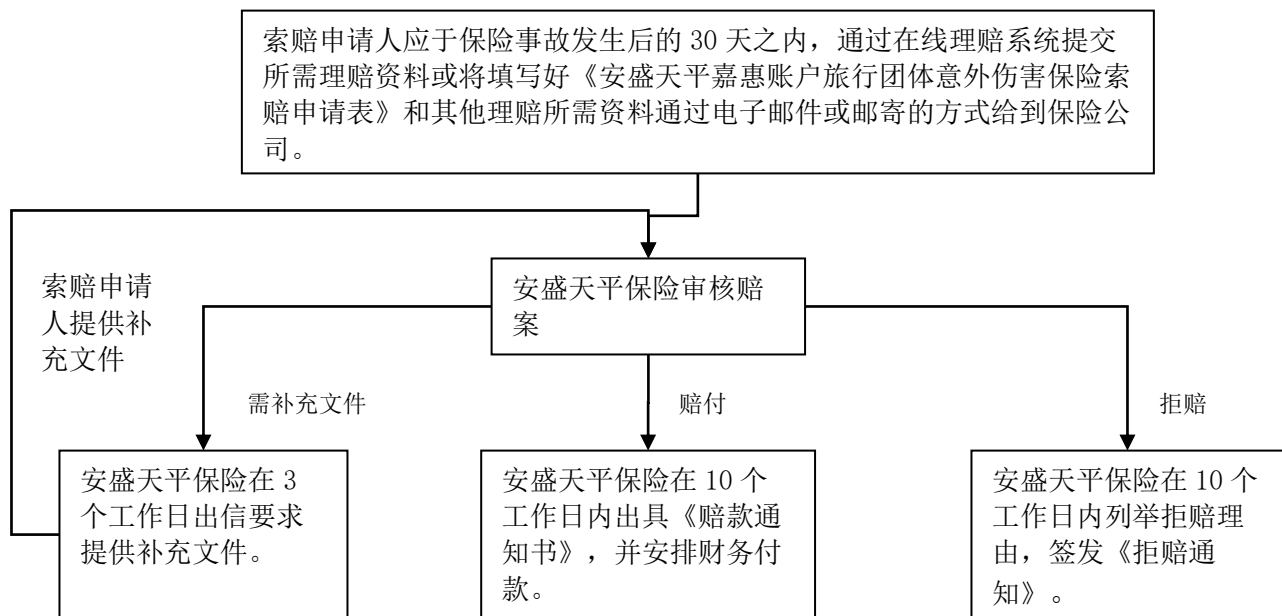 索赔申请人应于保险事故发生后的 30 天之内，通过在线理赔系统提交
所需理赔资料或将填写好《安盛天平嘉惠账户旅行团体意外伤害保险索
赔申请表》和其他理赔所需资料通过电子邮件或邮寄的方式给到保险公
司。
索赔申请
人提供补
充文件
安盛天平保险审核赔
案
需补充文件
赔付
拒赔
安盛天平保险在 3
个工作日出信要求
提供补充文件。
安盛天平保险在 10 个
工作日内出具《赔款通
知书》，并安排财务付
款。
安盛天平保险在 10 个
工作日内列举拒赔理
由，签发《拒赔通
知》。